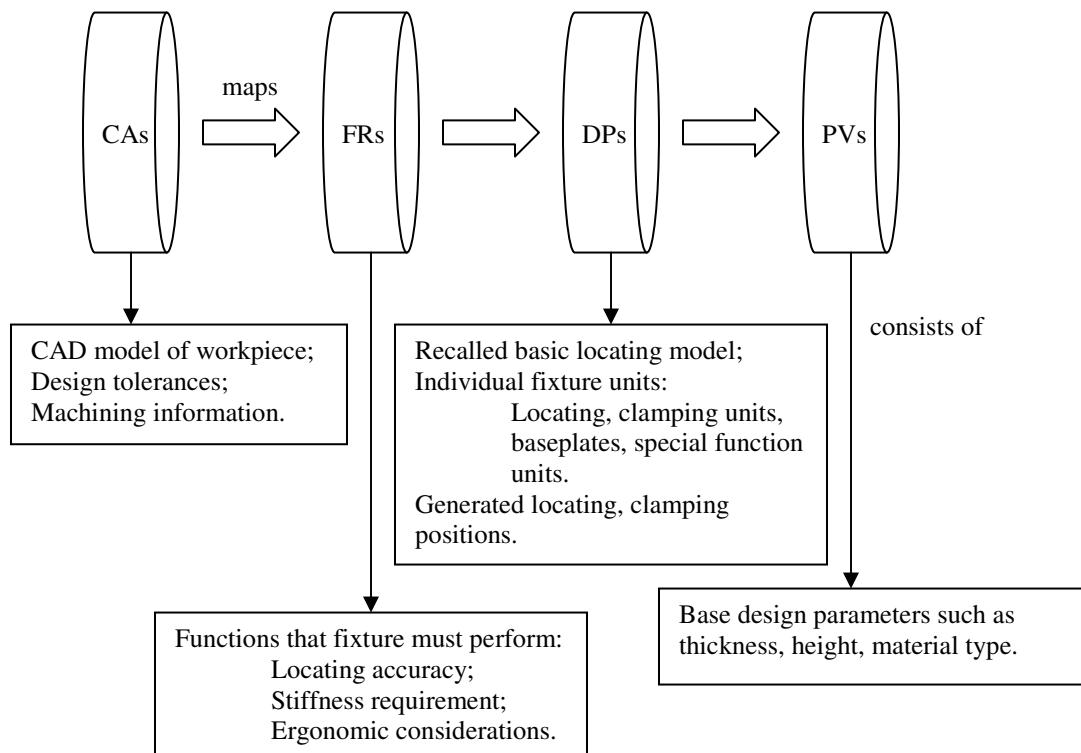 maps
CAs
FRs
DPs
PVs
consists of
CAD model of workpiece;
Design tolerances;
Machining information.
Recalled basic locating model;
Individual fixture units:
Locating, clamping units,
baseplates, special function
units.
Generated locating, clamping
positions.
Base design parameters such as
thickness, height, material type.
Functions that fixture must perform:
Locating accuracy;
Stiffness requirement;
Ergonomic considerations.